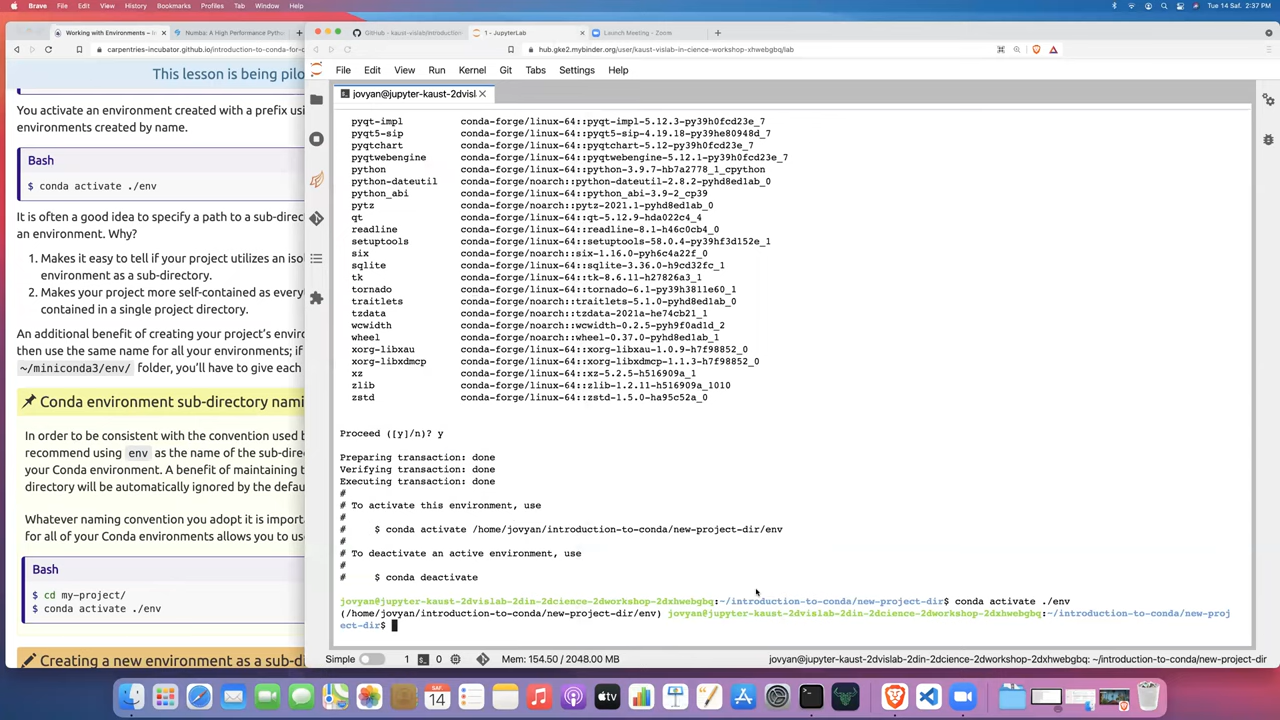 Brave File Edit View History Bookmarks Profiles Tab Window Help
Tue 14 Saf. 2:37 PM
Working with Environments –
Numba: A High Performance Pyth
carpentries-incubator.github.io/introduction-to-conda-for-
This lesson is being pilo
You activate an environment created with a prefix usi
environments created by name.
Bash
$ conda activate ./env
It is often a good idea to specify a path to a sub-direc
an environment. Why?
1. Makes it easy to tell if your project utilizes an iso
environment as a sub-directory.
2. Makes your project more self-contained as every
contained in a single project directory.
An additional benefit of creating your project's enviro
then use the same name for all your environments; if
~/miniconda3/env/ folder, you'll have to give each
Conda environment sub-directory nami
In order to be consistent with the convention used b
recommend using env as the name of the sub-dire
your Conda environment. A benefit of maintaining t
directory will be automatically ignored by the defau
Whatever naming convention you adopt it is importa
for all of your Conda environments allows you to us
Bash
$ cd my-project/
$ conda activate ./env
Creating a new environment as a sub-d
GitHub - kaust-vislab/introduction
1 - JupyterLab
Launch Meeting - Zoom
hub.gke2.mybinder.org/user/kaust-vislab-in-cience-workshop-xhwebgbq/lab
File Edit View Run Kernel Git Tabs Settings Help
jovyan@jupyter-kaust-2dvisl
pyqt-impl conda-forge/linux-64::pyqt-impl-5.12.3-py39h0fcd23e_7
pyqt5-sip conda-forge/linux-64::pyqt5-sip-4.19.18-py39he80948d_7
pyqtchart conda-forge/linux-64::pyqtchart-5.12-py39h0fcd23e_7
pyqtwebengine conda-forge/linux-64::pyqtwebengine-5.12.1-py39h0fcd23e_7
python conda-forge/linux-64::python-3.9.7-hb7a2778_1_cpython
python-dateutil conda-forge/noarch::python-dateutil-2.8.2-pyhd8ed1ab_0
python_abi conda-forge/linux-64::python_abi-3.9-2_cp39
pytz conda-forge/noarch::pytz-2021.1-pyhd8ed1ab_0
qt conda-forge/linux-64::qt-5.12.9-hda022c4_4
readline conda-forge/linux-64::readline-8.1-h46c0cb4_0
setuptools conda-forge/linux-64::setuptools-58.0.4-py39hf3d152e_1
six conda-forge/noarch::six-1.16.0-pyh6c4a22f_0
sqlite conda-forge/linux-64::sqlite-3.36.0-h9cd32fc_1
tk conda-forge/linux-64::tk-8.6.11-h27826a3_1
tornado conda-forge/linux-64::tornado-6.1-py39h3811e60_1
traitlets conda-forge/noarch::traitlets-5.1.0-pyhd8ed1ab_0
tzdata conda-forge/noarch::tzdata-2021a-he74cb21_1
wcwidth conda-forge/noarch::wcwidth-0.2.5-pyh9f0ad1d_2
wheel conda-forge/noarch::wheel-0.37.0-pyhd8ed1ab_1
xorg-libxau conda-forge/linux-64::xorg-libxau-1.0.9-h7f98852_0
xorg-libxdmcp conda-forge/linux-64::xorg-libxdmcp-1.1.3-h7f98852_0
xz conda-forge/linux-64::xz-5.2.5-h516909a_1
zlib conda-forge/linux-64::zlib-1.2.11-h516909a_1010
zstd conda-forge/linux-64::zstd-1.5.0-ha95c52a_0
Proceed ([y]/n)? y
Preparing transaction: done
Verifying transaction: done
Executing transaction: done
#
# To activate this environment, use
#
# $ conda activate /home/jovyan/introduction-to-conda/new-project-dir/env
#
# To deactivate an active environment, use
#
# $ conda deactivate
jovyan@jupyter-kaust-2dvislab-2din-2dcience-2dworkshop-2dxhwebgbq:~/introduction-to-conda/new-project-dir$ conda activate ./env
(/home/jovyan/introduction-to-conda/new-project-dir/env) jovyan@jupyter-kaust-2dvislab-2din-2dcience-2dworkshop-2dxhwebgbq:~/introduction-to-conda/new-proj
ect-dir$
Simple 1 0 Mem: 154.50 / 2048.00 MB
jovyan@jupyter-kaust-2dvislab-2din-2dcience-2dworkshop-2dxhwebgbq: ~/introduction-to-conda/new-project-dir
SAF.
14
tv